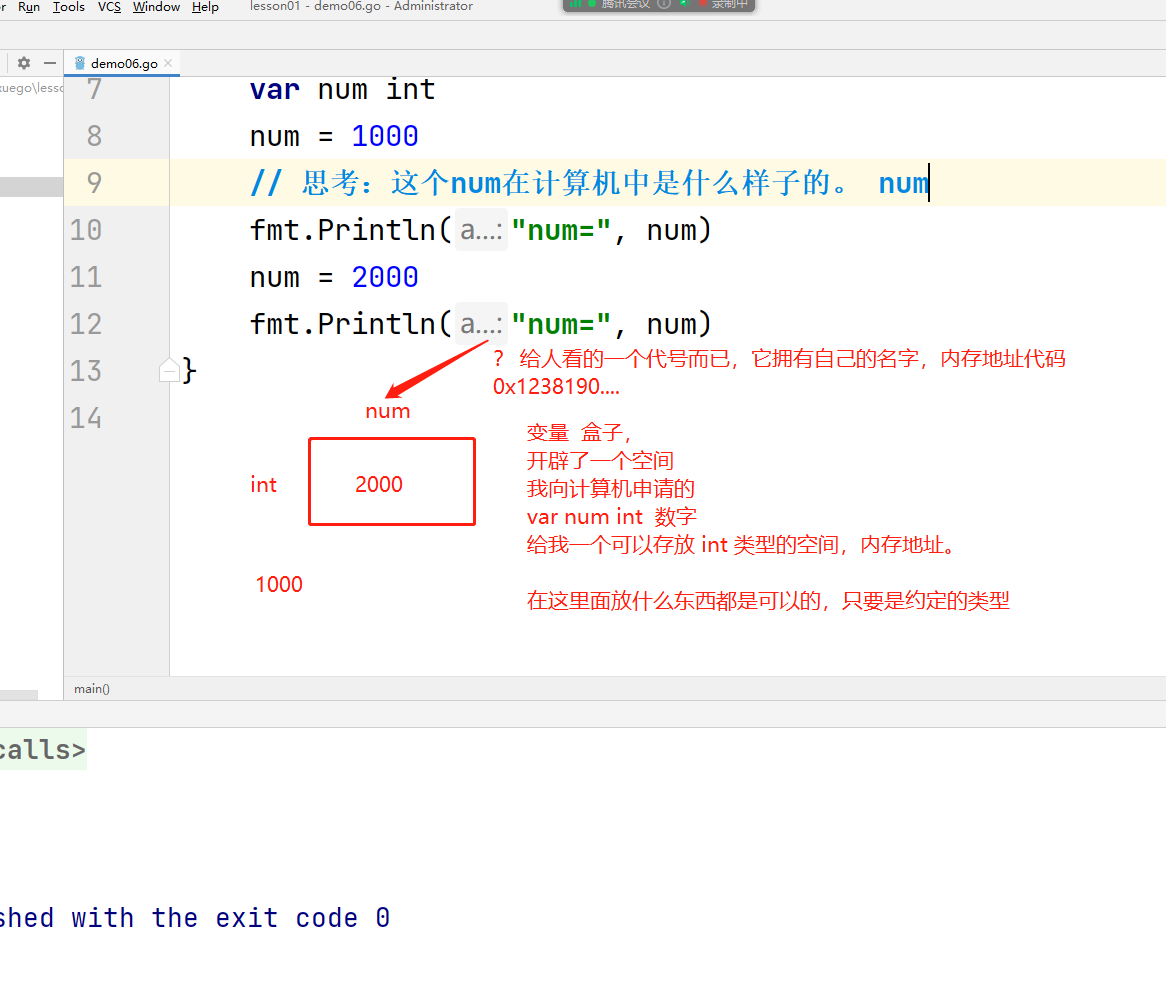 r Run Tools VCS Window Help lesson01 - demo06.go - Administrator
腾讯会议 录制中
demo06.go
xuego\lesso
7 var num int
8 num = 1000
9 // 思考：这个num在计算机中是什么样子的。 num
10 fmt.Println( a...: "num=", num)
11 num = 2000
12 fmt.Println( a...: "num=", num)
13 }
14
？ 给人看的一个代号而已，它拥有自己的名字，内存地址代码
0x1238190....
num
变量 盒子，
开辟了一个空间
int 2000
我向计算机申请的
var num int 数字
给我一个可以存放 int 类型的空间，内存地址。
1000
在这里面放什么东西都是可以的，只要是约定的类型
main()
calls>
shed with the exit code 0